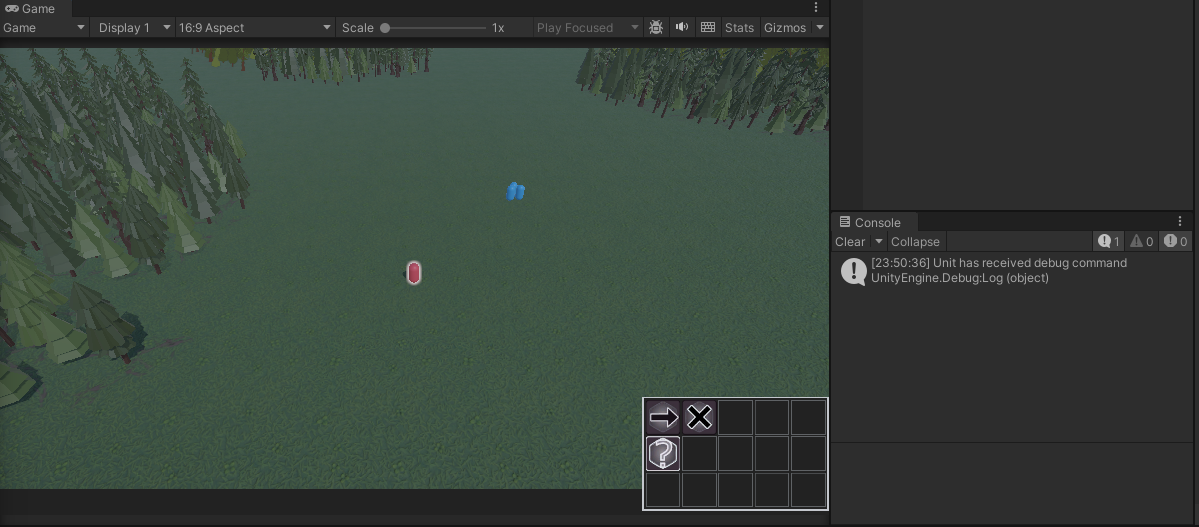 Game
Game
Display 1
16:9 Aspect
Scale
1x
Play Focused
Stats
Gizmos
Console
Clear
Collapse
1
0
0
[23:50:36] Unit has received debug command
UnityEngine.Debug:Log (object)
?